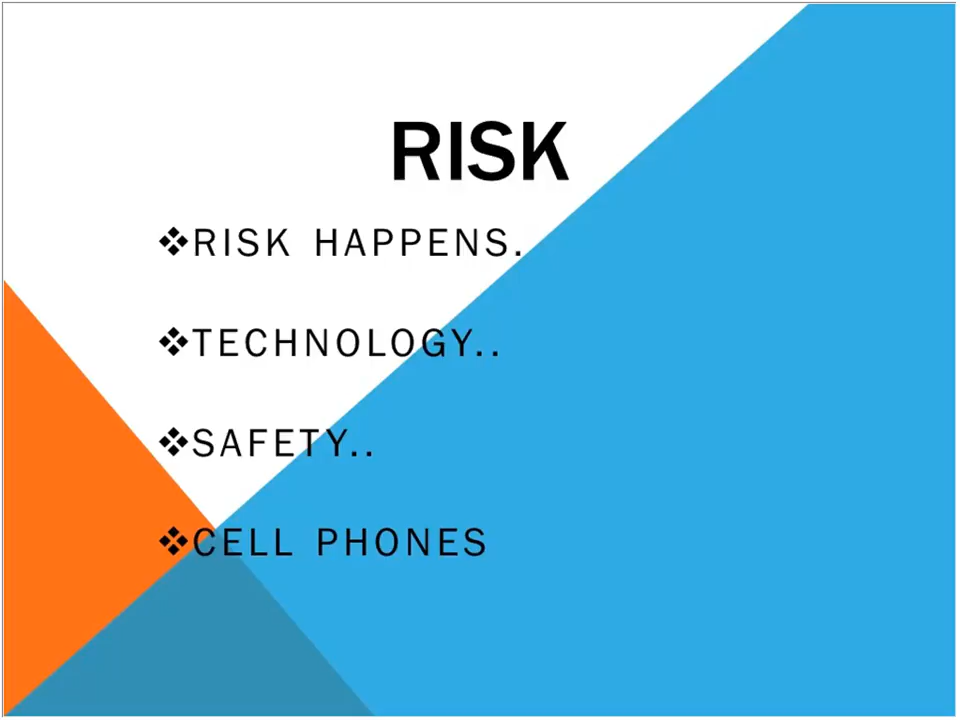 RISK
❖RISK HAPPENS.
❖TECHNOLOGY..
❖SAFETY..
❖CELL PHONES